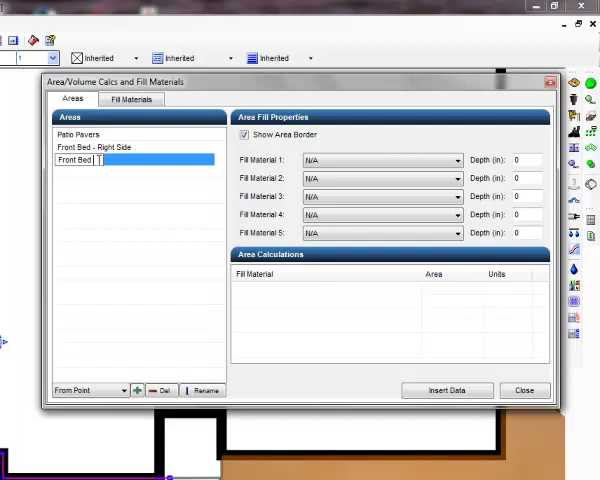 1
Inherited
Inherited
Inherited
Area/Volume Calcs and Fill Materials
Areas
Fill Materials
Areas
Patio Pavers
Front Bed - Right Side
Front Bed
Area Fill Properties
Show Area Border
Fill Material 1:
N/A
Depth (in):
0
Fill Material 2:
N/A
Depth (in):
0
Fill Material 3:
N/A
Depth (in):
0
Fill Material 4:
N/A
Depth (in):
0
Fill Material 5:
N/A
Depth (in):
0
Area Calculations
Fill Material
Area
Units
From Point
Del
Rename
Insert Data
Close